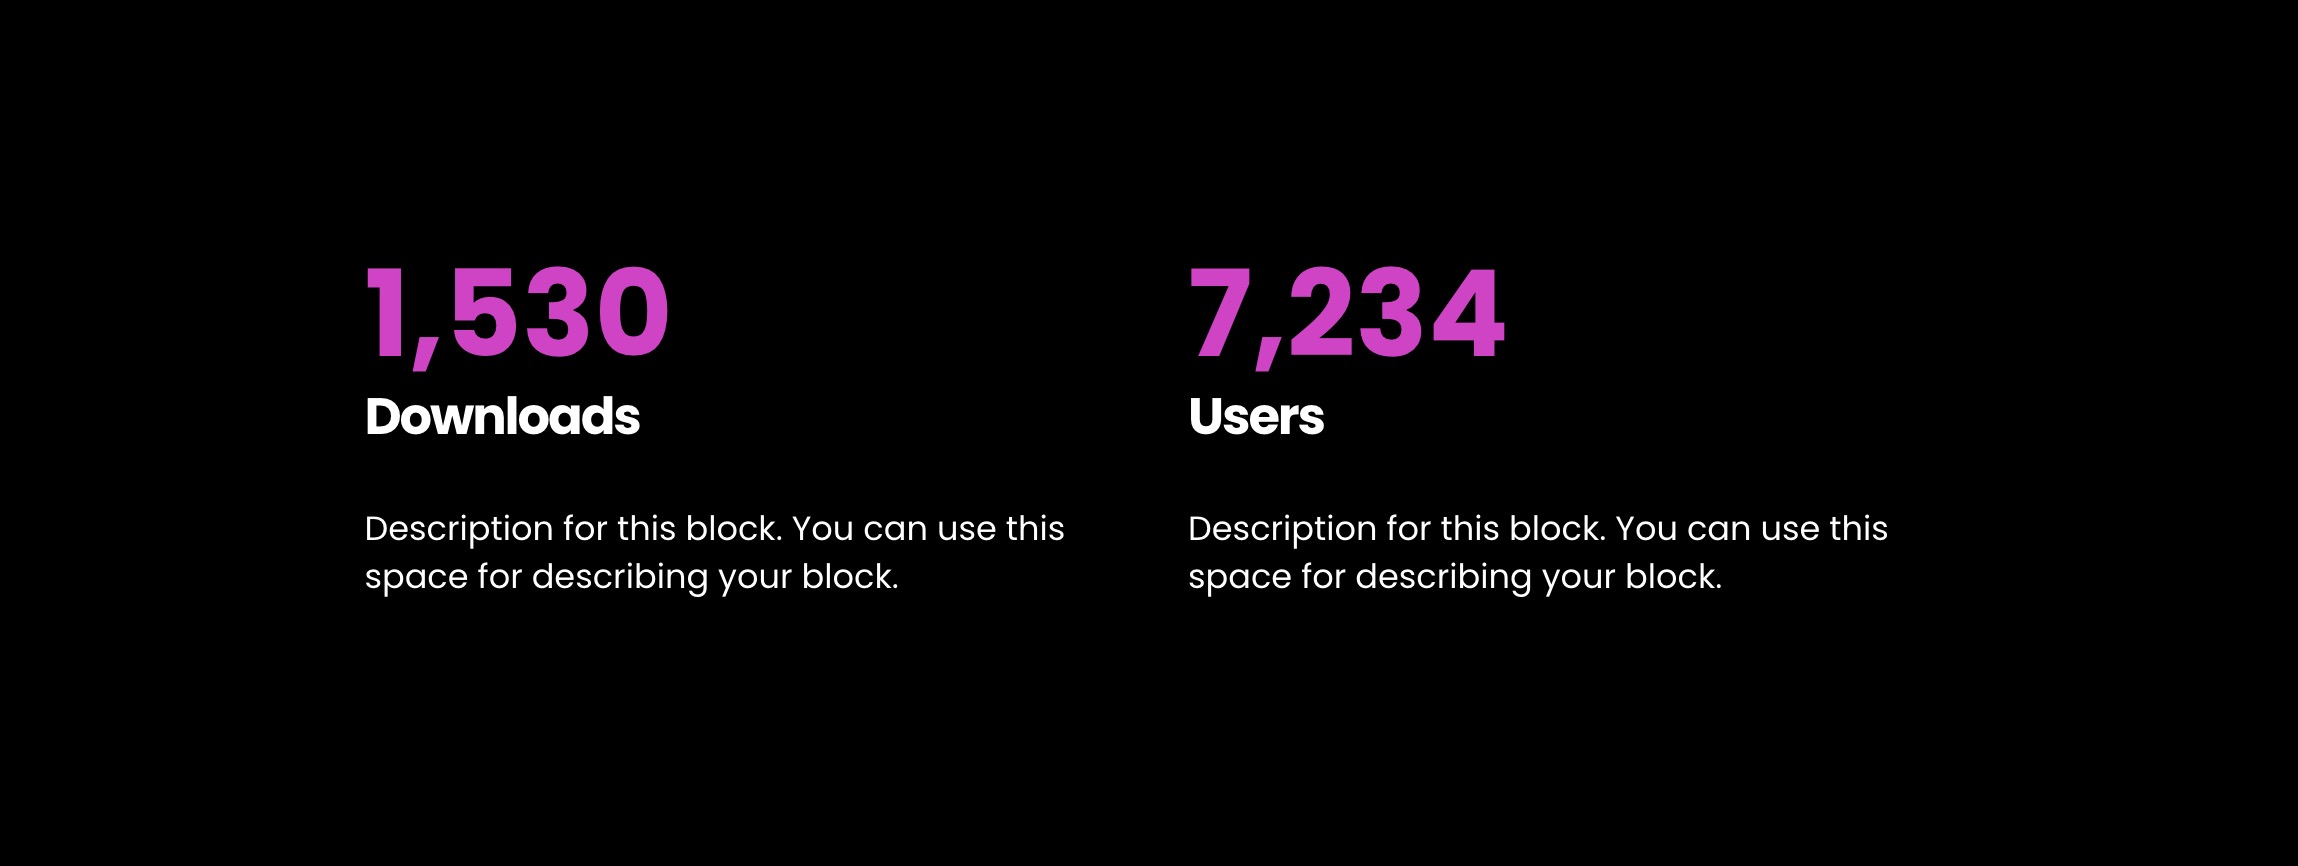 1,530
Downloads
Description for this block. You can use this
space for describing your block.
7,234
Users
Description for this block. You can use this
space for describing your block.